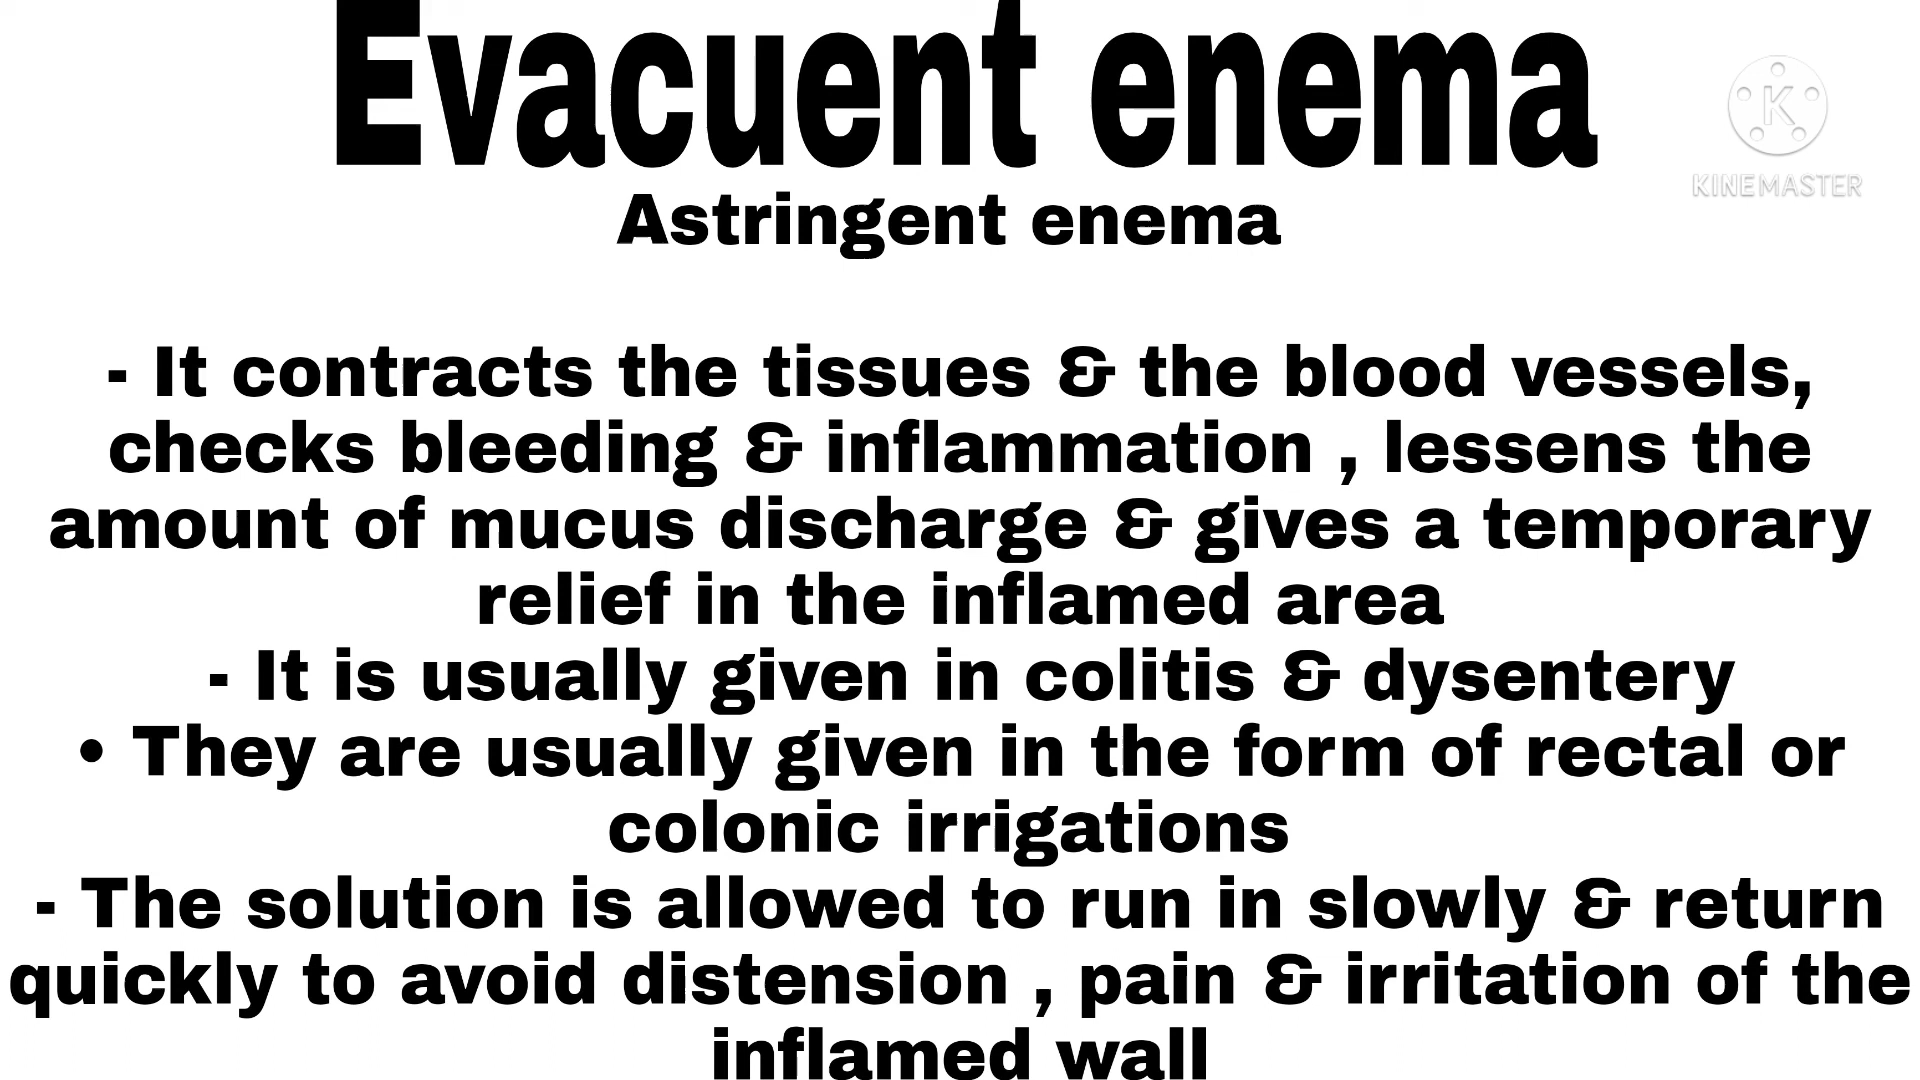 Evacuent enema
KINEMASTER
Astringent enema
- It contracts the tissues & the blood vessels,
checks bleeding & inflammation , lessens the
amount of mucus discharge & gives a temporary
relief in the inflamed area
- It is usually given in colitis & dysentery
• They are usually given in the form of rectal or
colonic irrigations
- The solution is allowed to run in slowly & return
quickly to avoid distension , pain & irritation of the
inflamed wall